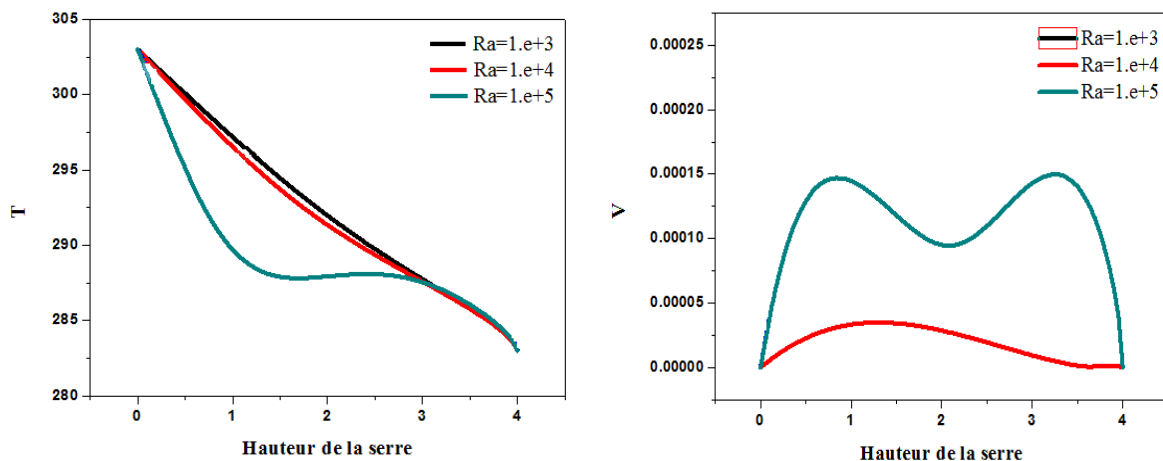 305
300
295
290
285
280
T
0 1 2 3 4
Hauteur de la serre
Ra=1.e+3
Ra=1.e+4
Ra=1.e+5
0.00025
0.00020
0.00015
0.00010
0.00005
0.00000
V
0 1 2 3 4
Hauteur de la serre
Ra=1.e+3
Ra=1.e+4
Ra=1.e+5